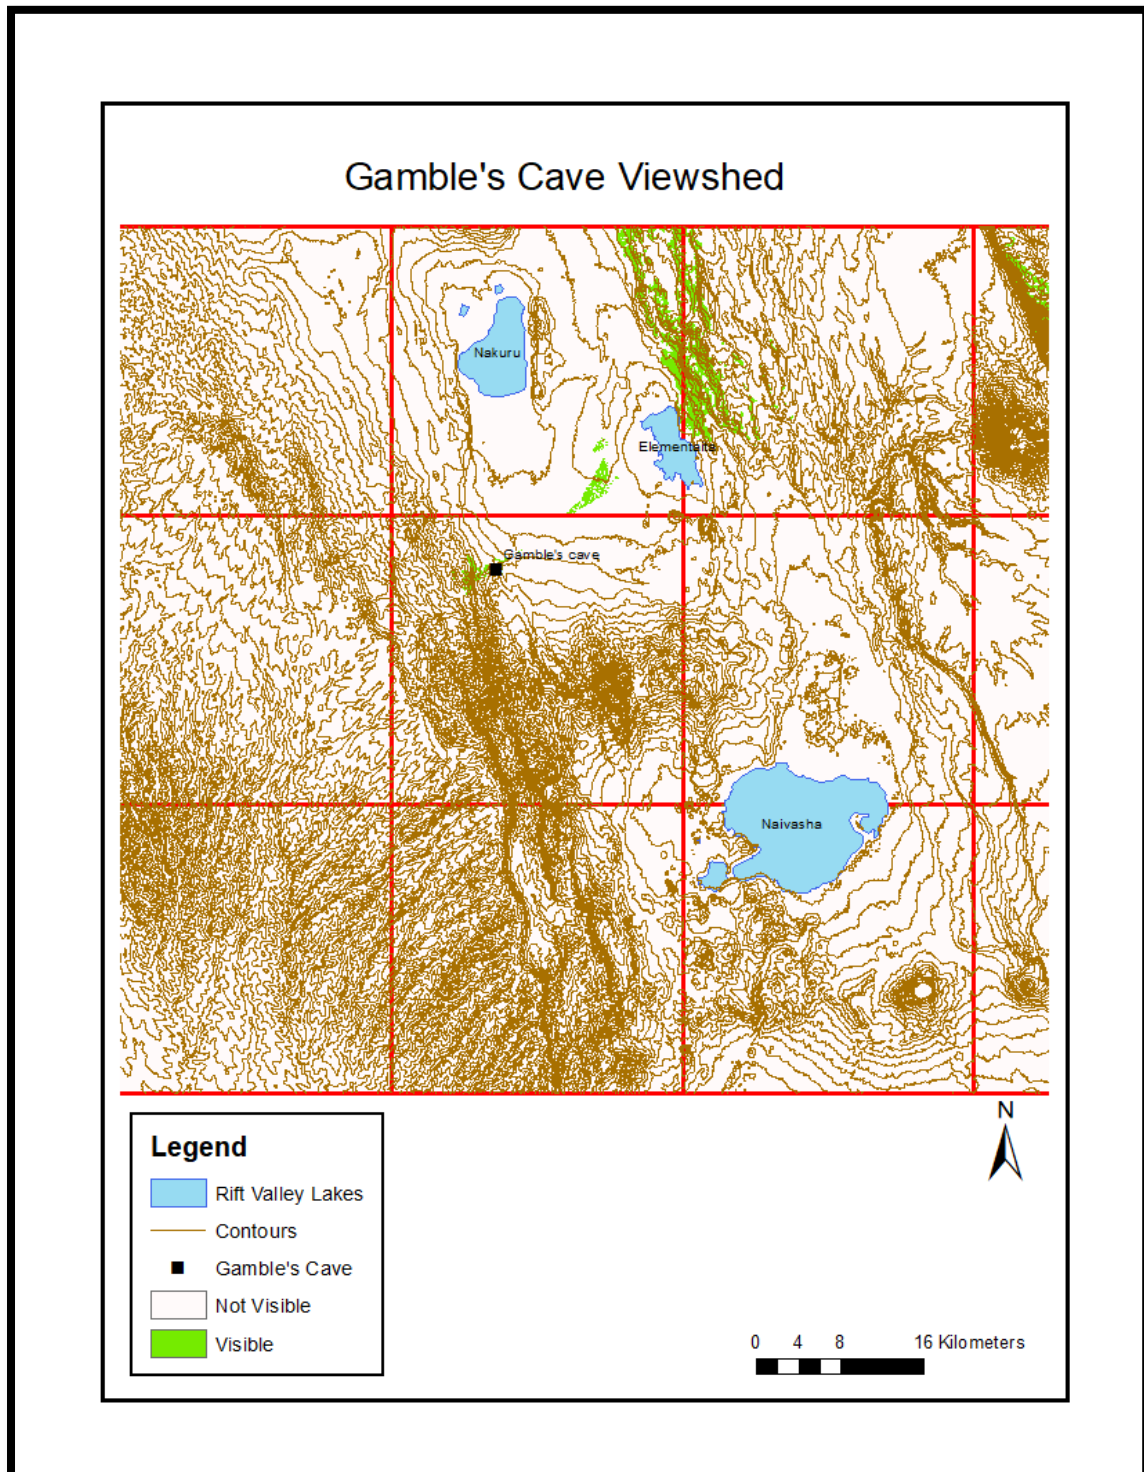 Gamble's Cave Viewshed
Nakuru
Elementaita
Gamble's cave
Naivasha
N
Legend
Rift Valley Lakes
Contours
Gamble's Cave
Not Visible
Visible
0 4 8 16 Kilometers